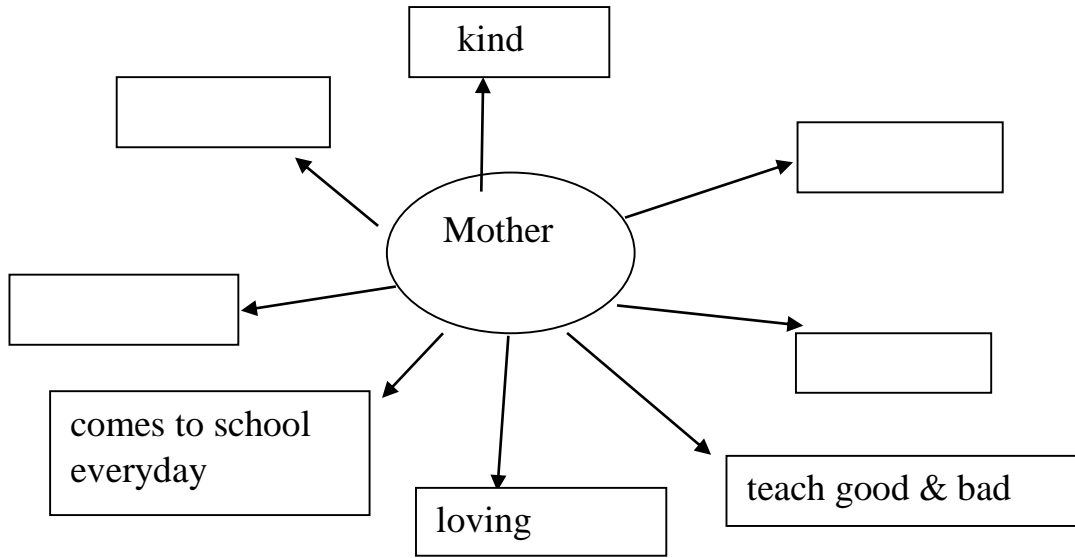 kind
Mother
comes to school
everyday
loving
teach good & bad